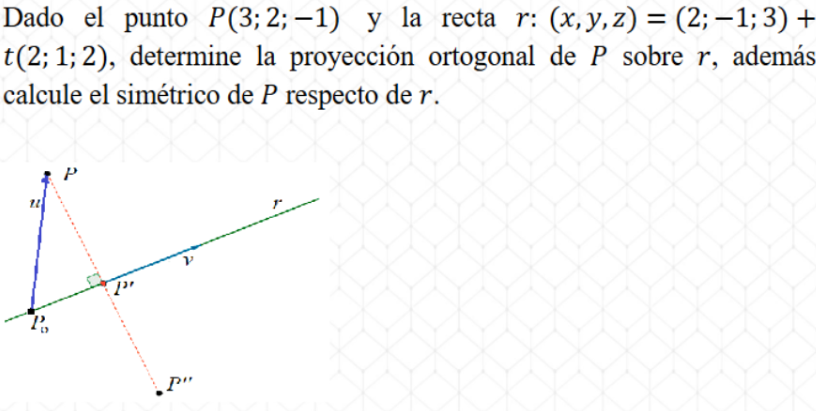 Dado el punto P(3; 2; −1) y la recta r: (x, y, z) = (2; −1; 3) +
t(2; 1; 2), determine la proyección ortogonal de P sobre r, además
calcule el simétrico de P respecto de r.
P
u
r
v
P'
P₀
P''